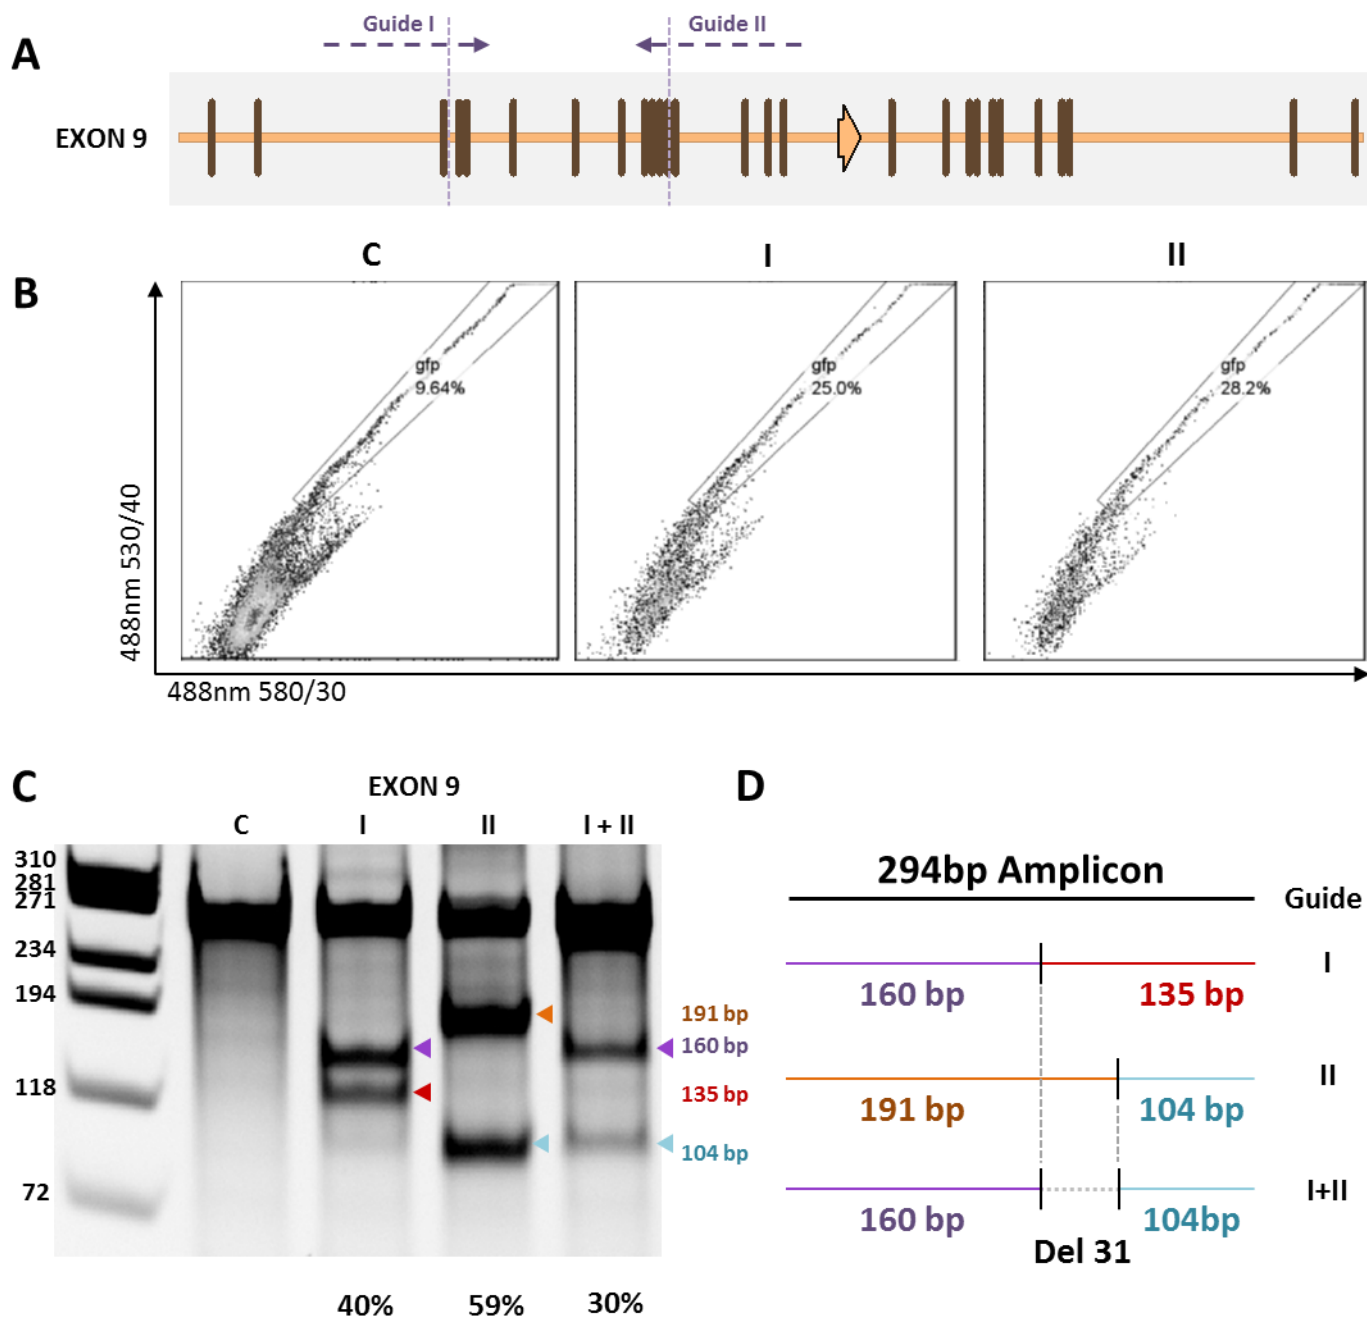 A
Guide I
Guide II
EXON 9
B
C
I
II
gfp
9.64%
gfp
25.0%
gfp
28.2%
488nm 530/40
488nm 580/30
C
EXON 9
C
I
II
I + II
310
281
271
234
194
118
72
191 bp
160 bp
135 bp
104 bp
40%
59%
30%
D
294bp Amplicon
Guide
I
160 bp
135 bp
II
191 bp
104 bp
I+II
160 bp
104bp
Del 31